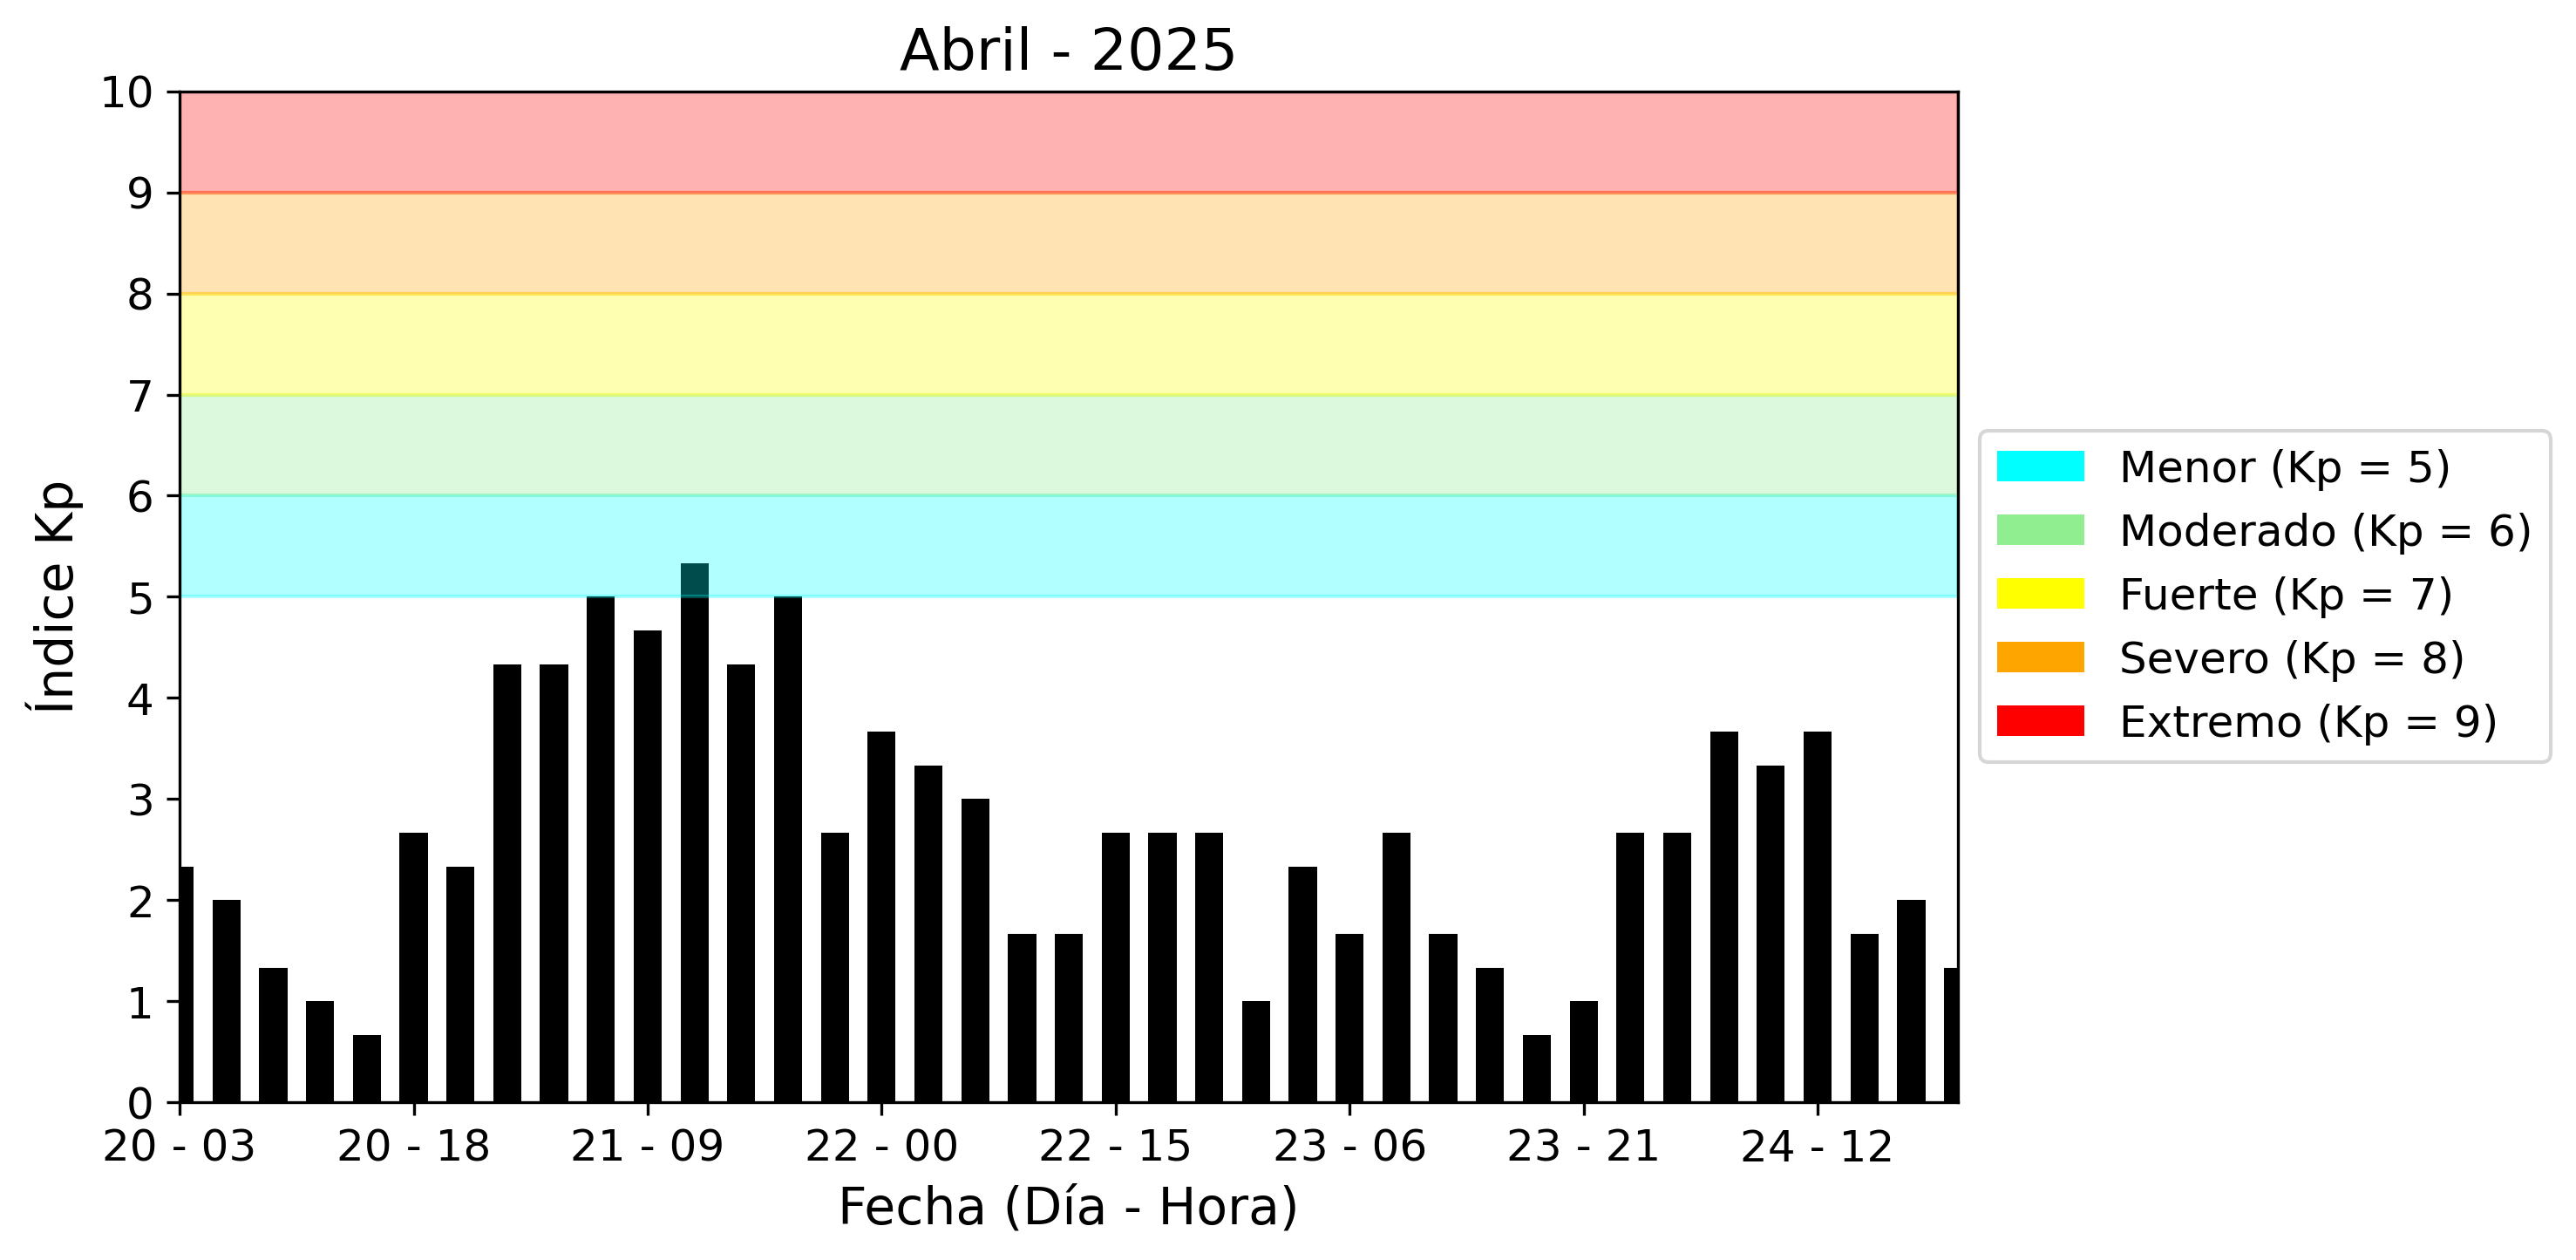 Abril - 2025
10
9
8
7
6
5
4
3
2
1
0
Índice Kp
20 - 03
20 - 18
21 - 09
22 - 00
22 - 15
23 - 06
23 - 21
24 - 12
Fecha (Día - Hora)
Menor (Kp = 5)
Moderado (Kp = 6)
Fuerte (Kp = 7)
Severo (Kp = 8)
Extremo (Kp = 9)